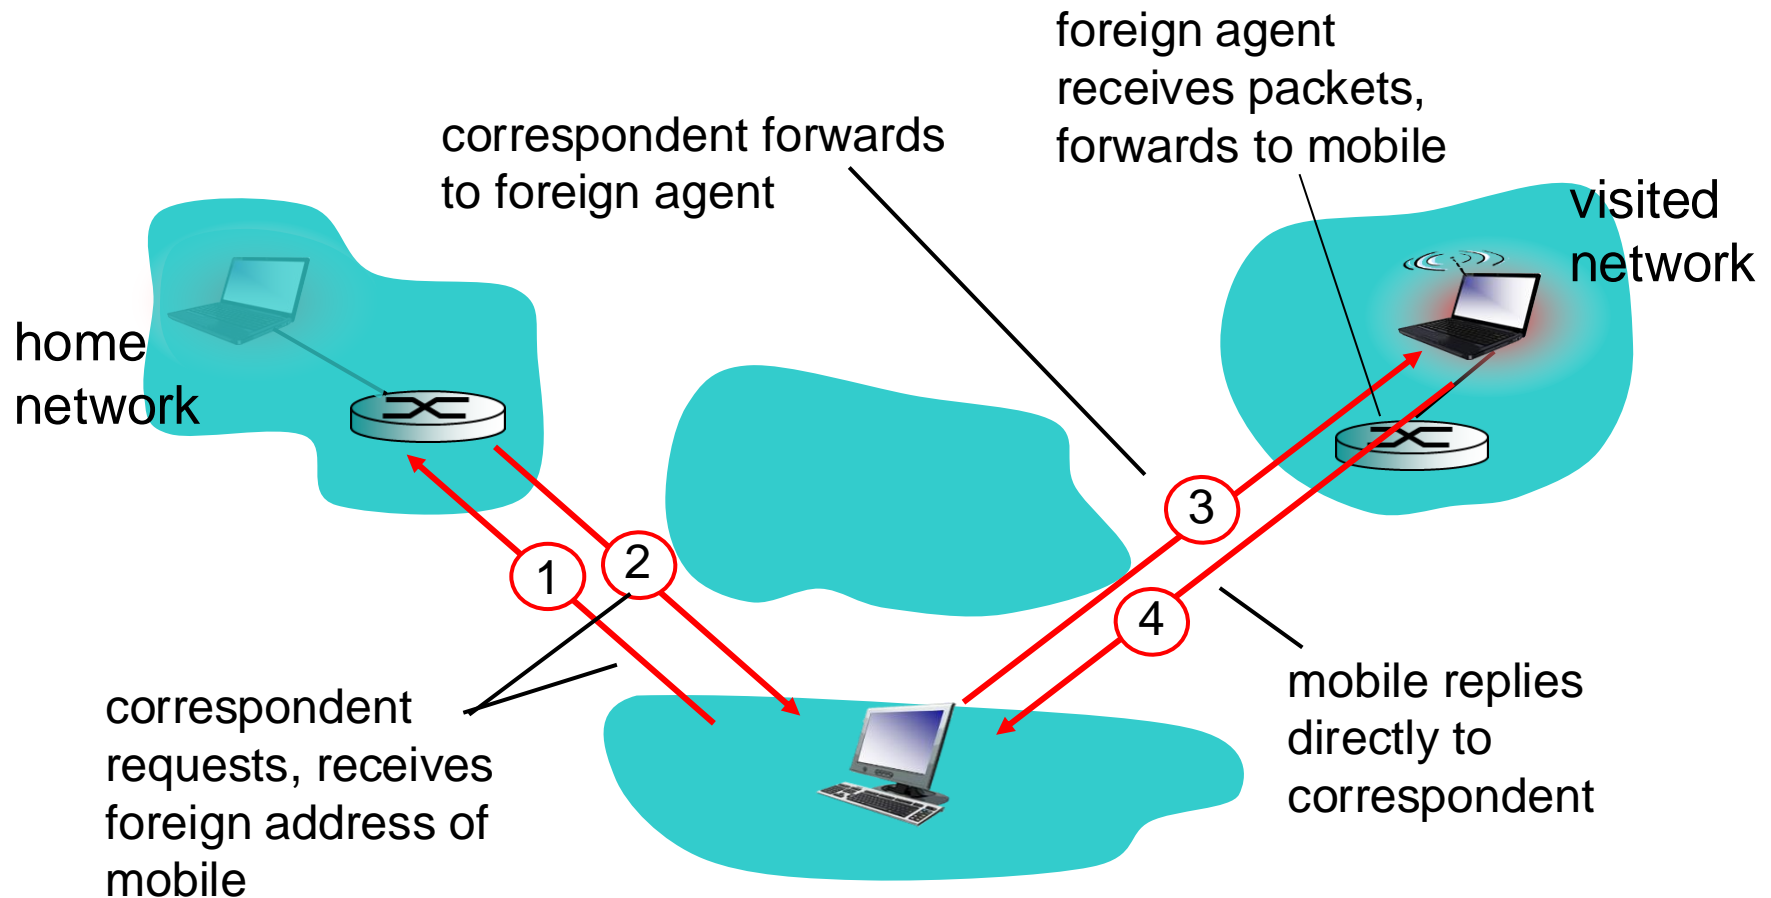 foreign agent
receives packets,
forwards to mobile
correspondent forwards
to foreign agent
visited
network
home
network
3
2
1
4
correspondent
requests, receives
foreign address of
mobile
mobile replies
directly to
correspondent